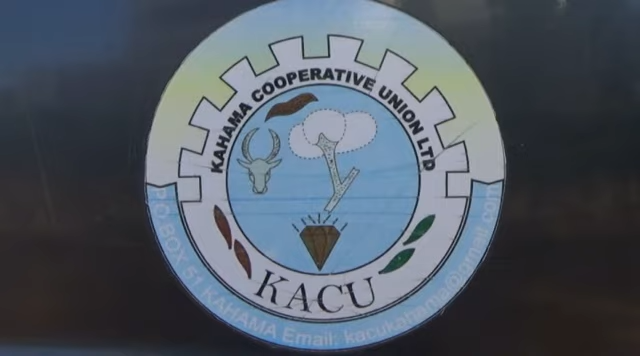 KAHAMA COOPERATIVE UNION LTD
KACU
P.O. BOX 51 KAHAMA Email: kacukahama@gmail.com